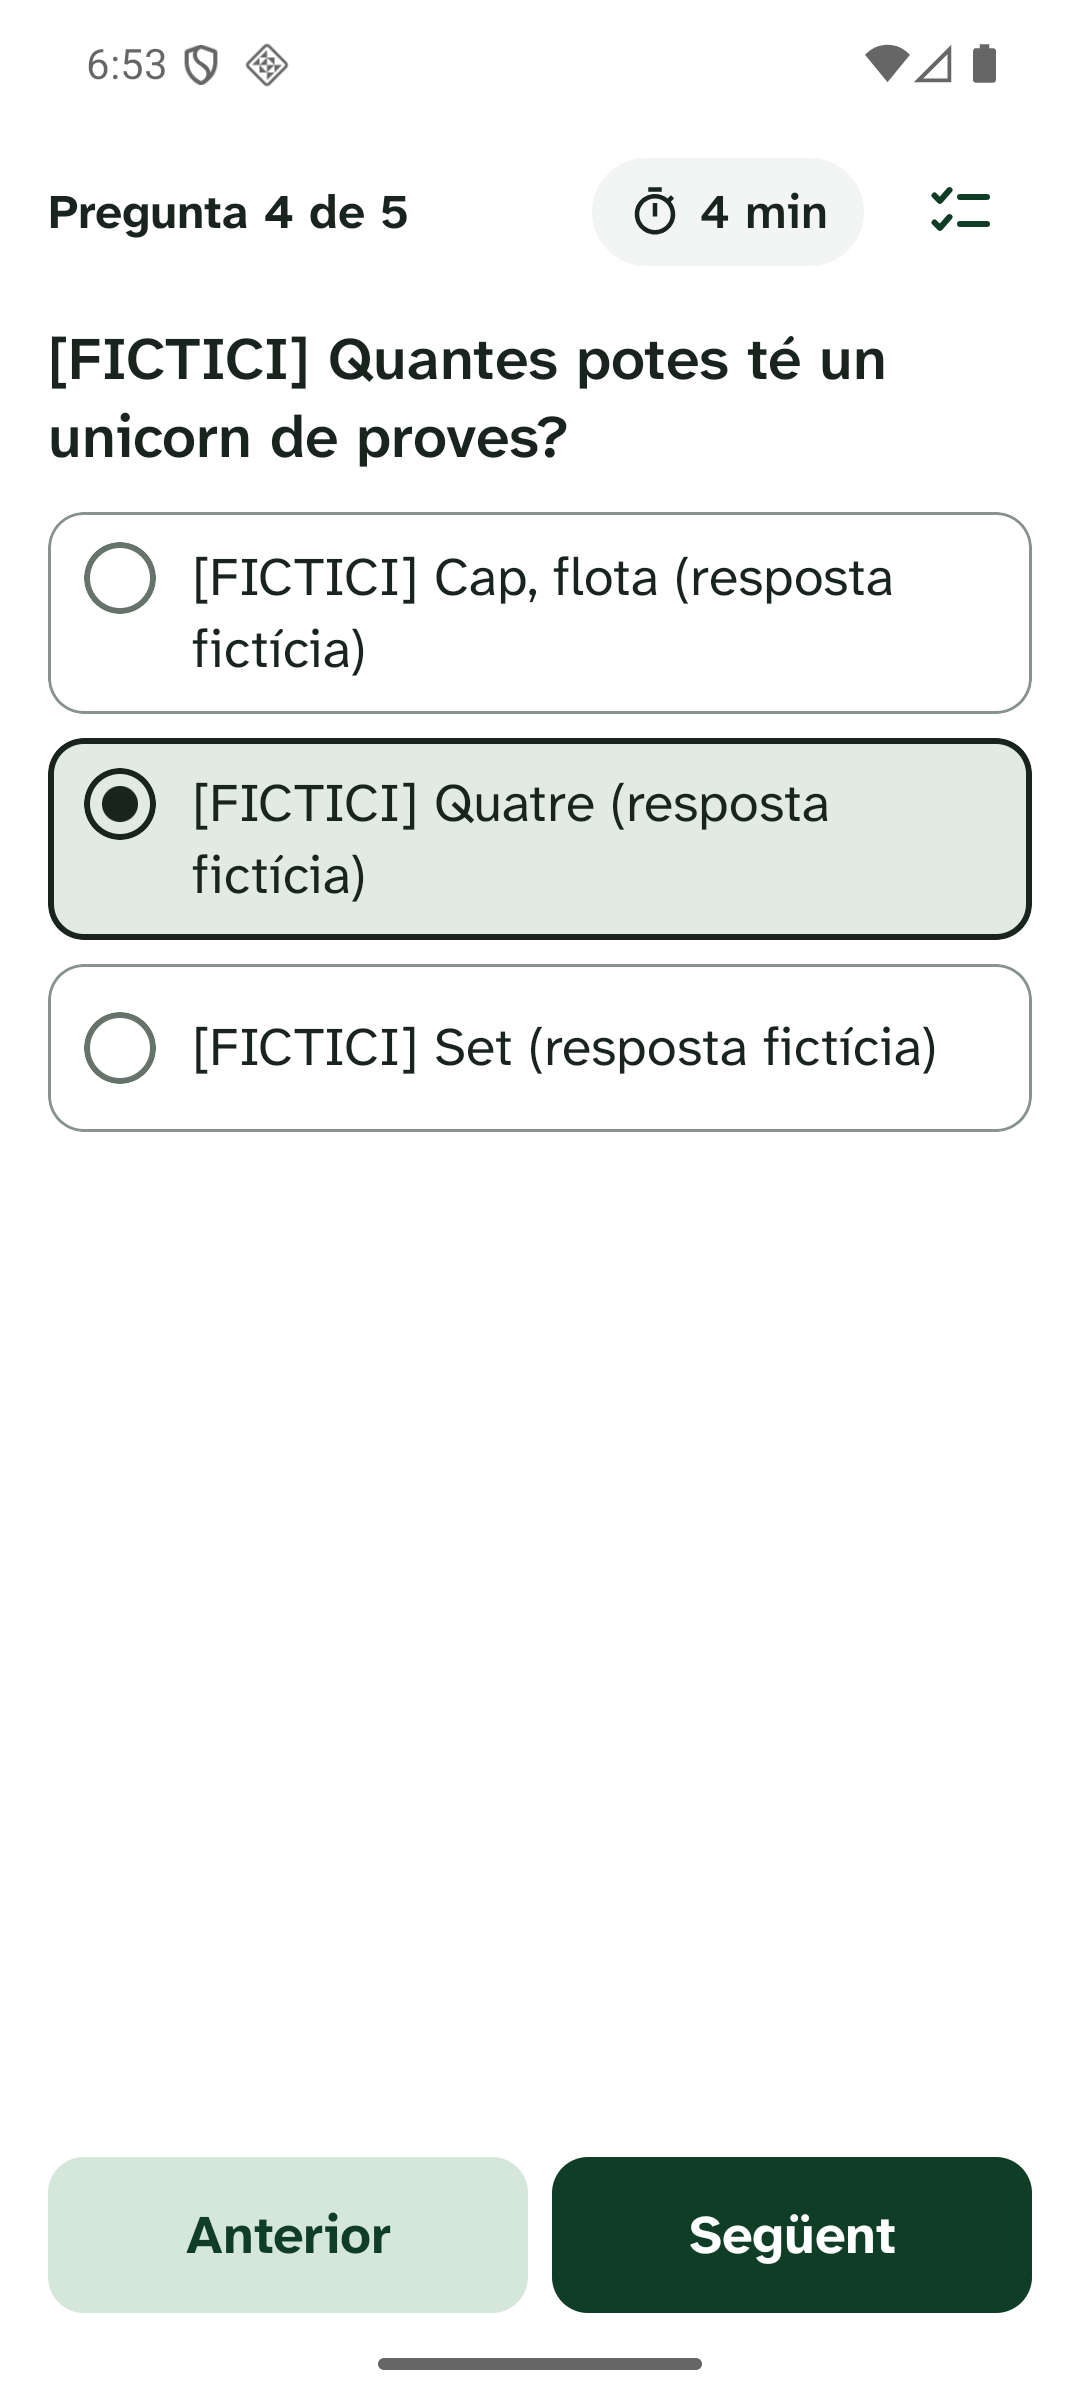 6:53
Pregunta 4 de 5
4 min
[FICTICI] Quantes potes té un
unicorn de proves?
[FICTICI] Cap, flota (resposta
fictícia)
[FICTICI] Quatre (resposta
fictícia)
[FICTICI] Set (resposta fictícia)
Anterior
Següent